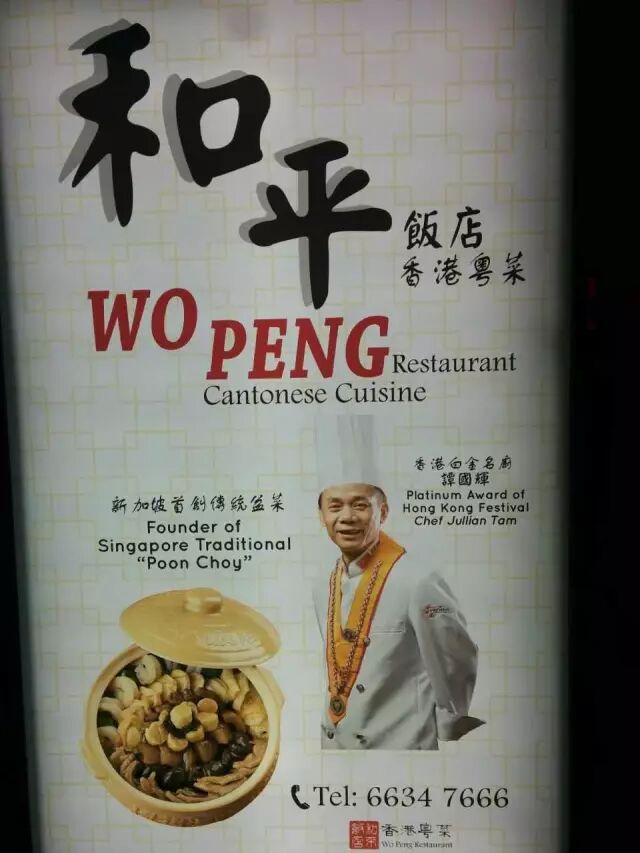 和平
飯店
香港粵菜
WO PENG Restaurant
Cantonese Cuisine
香港白金名廚
譚國輝
Platinum Award of
Hong Kong Festival
Chef Jullian Tam
新加坡首創傳統盆菜
Founder of
Singapore Traditional
“Poon Choy”
Tel: 6634 7666
香港粵菜
Wo Peng Restaurant